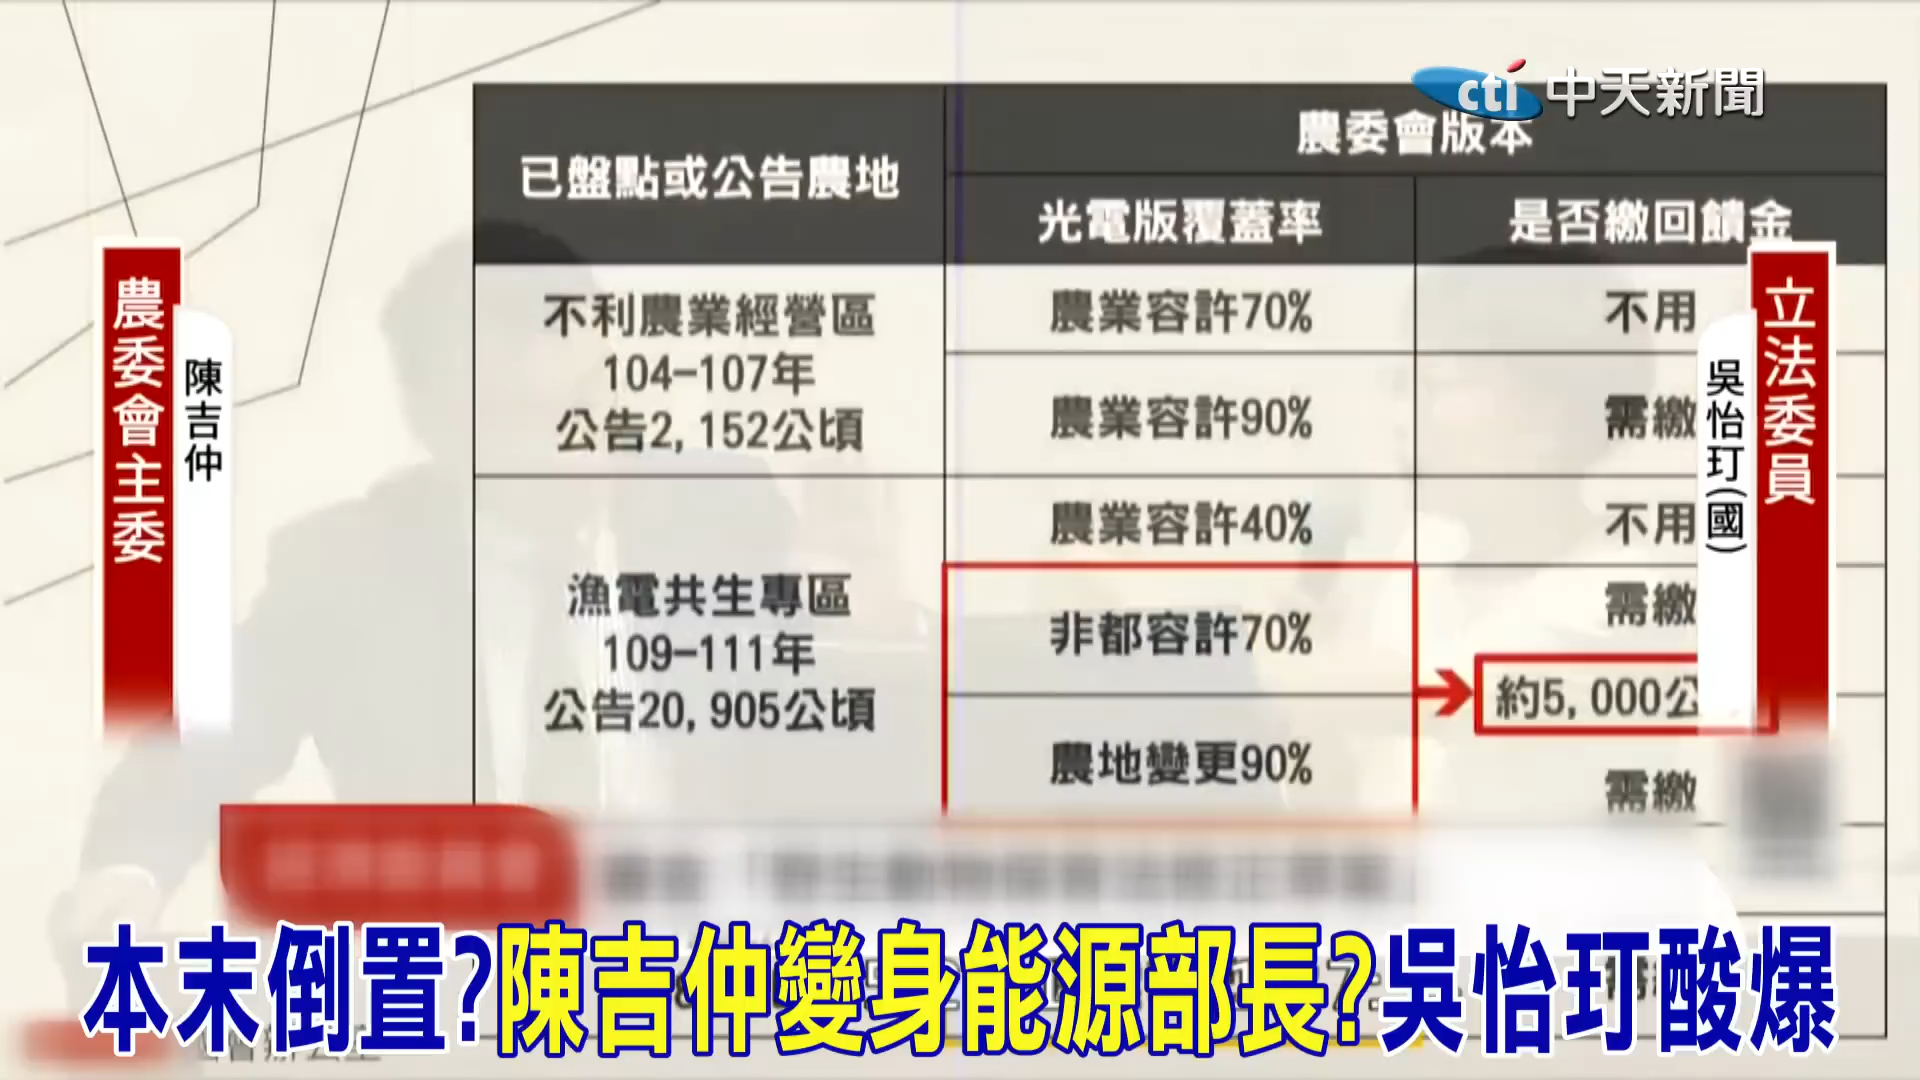 cti 中天新聞
農委會版本
已盤點或公告農地
光電版覆蓋率
是否繳回饋金
不利農業經營區
104-107年
公告2,152公頃
農業容許70%
不用
農業容許90%
需繳
漁電共生專區
109-111年
公告20,905公頃
農業容許40%
不用
非都容許70%
需繳
約5,000公
農地變更90%
需繳
農委會主委
陳吉仲
立法委員
吳怡玎(國)
本末倒置?陳吉仲變身能源部長?吳怡玎酸爆